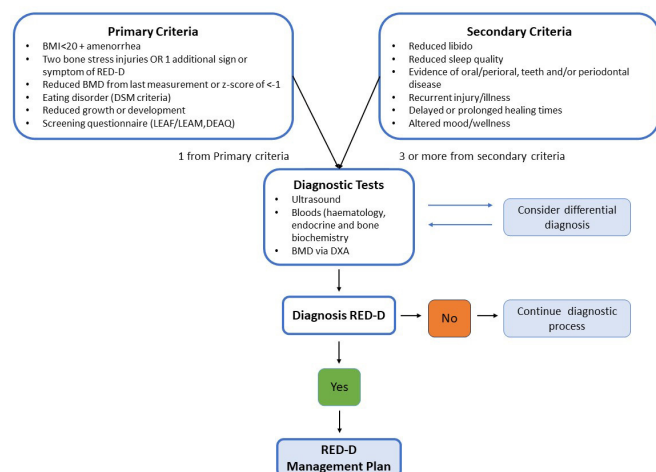 Primary Criteria
• BMI<20 + amenorrhea
• Two bone stress injuries OR 1 additional sign or
symptom of RED-D
• Reduced BMD from last measurement or z-score of <-1
• Eating disorder (DSM criteria)
• Reduced growth or development
• Screening questionnaire (LEAF/LEAM,DEAQ)
Secondary Criteria
• Reduced libido
• Reduced sleep quality
• Evidence of oral/perioral, teeth and/or periodontal
disease
• Recurrent injury/illness
• Delayed or prolonged healing times
• Altered mood/wellness
1 from Primary criteria
3 or more from secondary criteria
Diagnostic Tests
• Ultrasound
• Bloods (haematology,
endocrine and bone
biochemistry
• BMD via DXA
Consider differential
diagnosis
Diagnosis RED-D
No
Continue diagnostic
process
Yes
RED-D
Management Plan